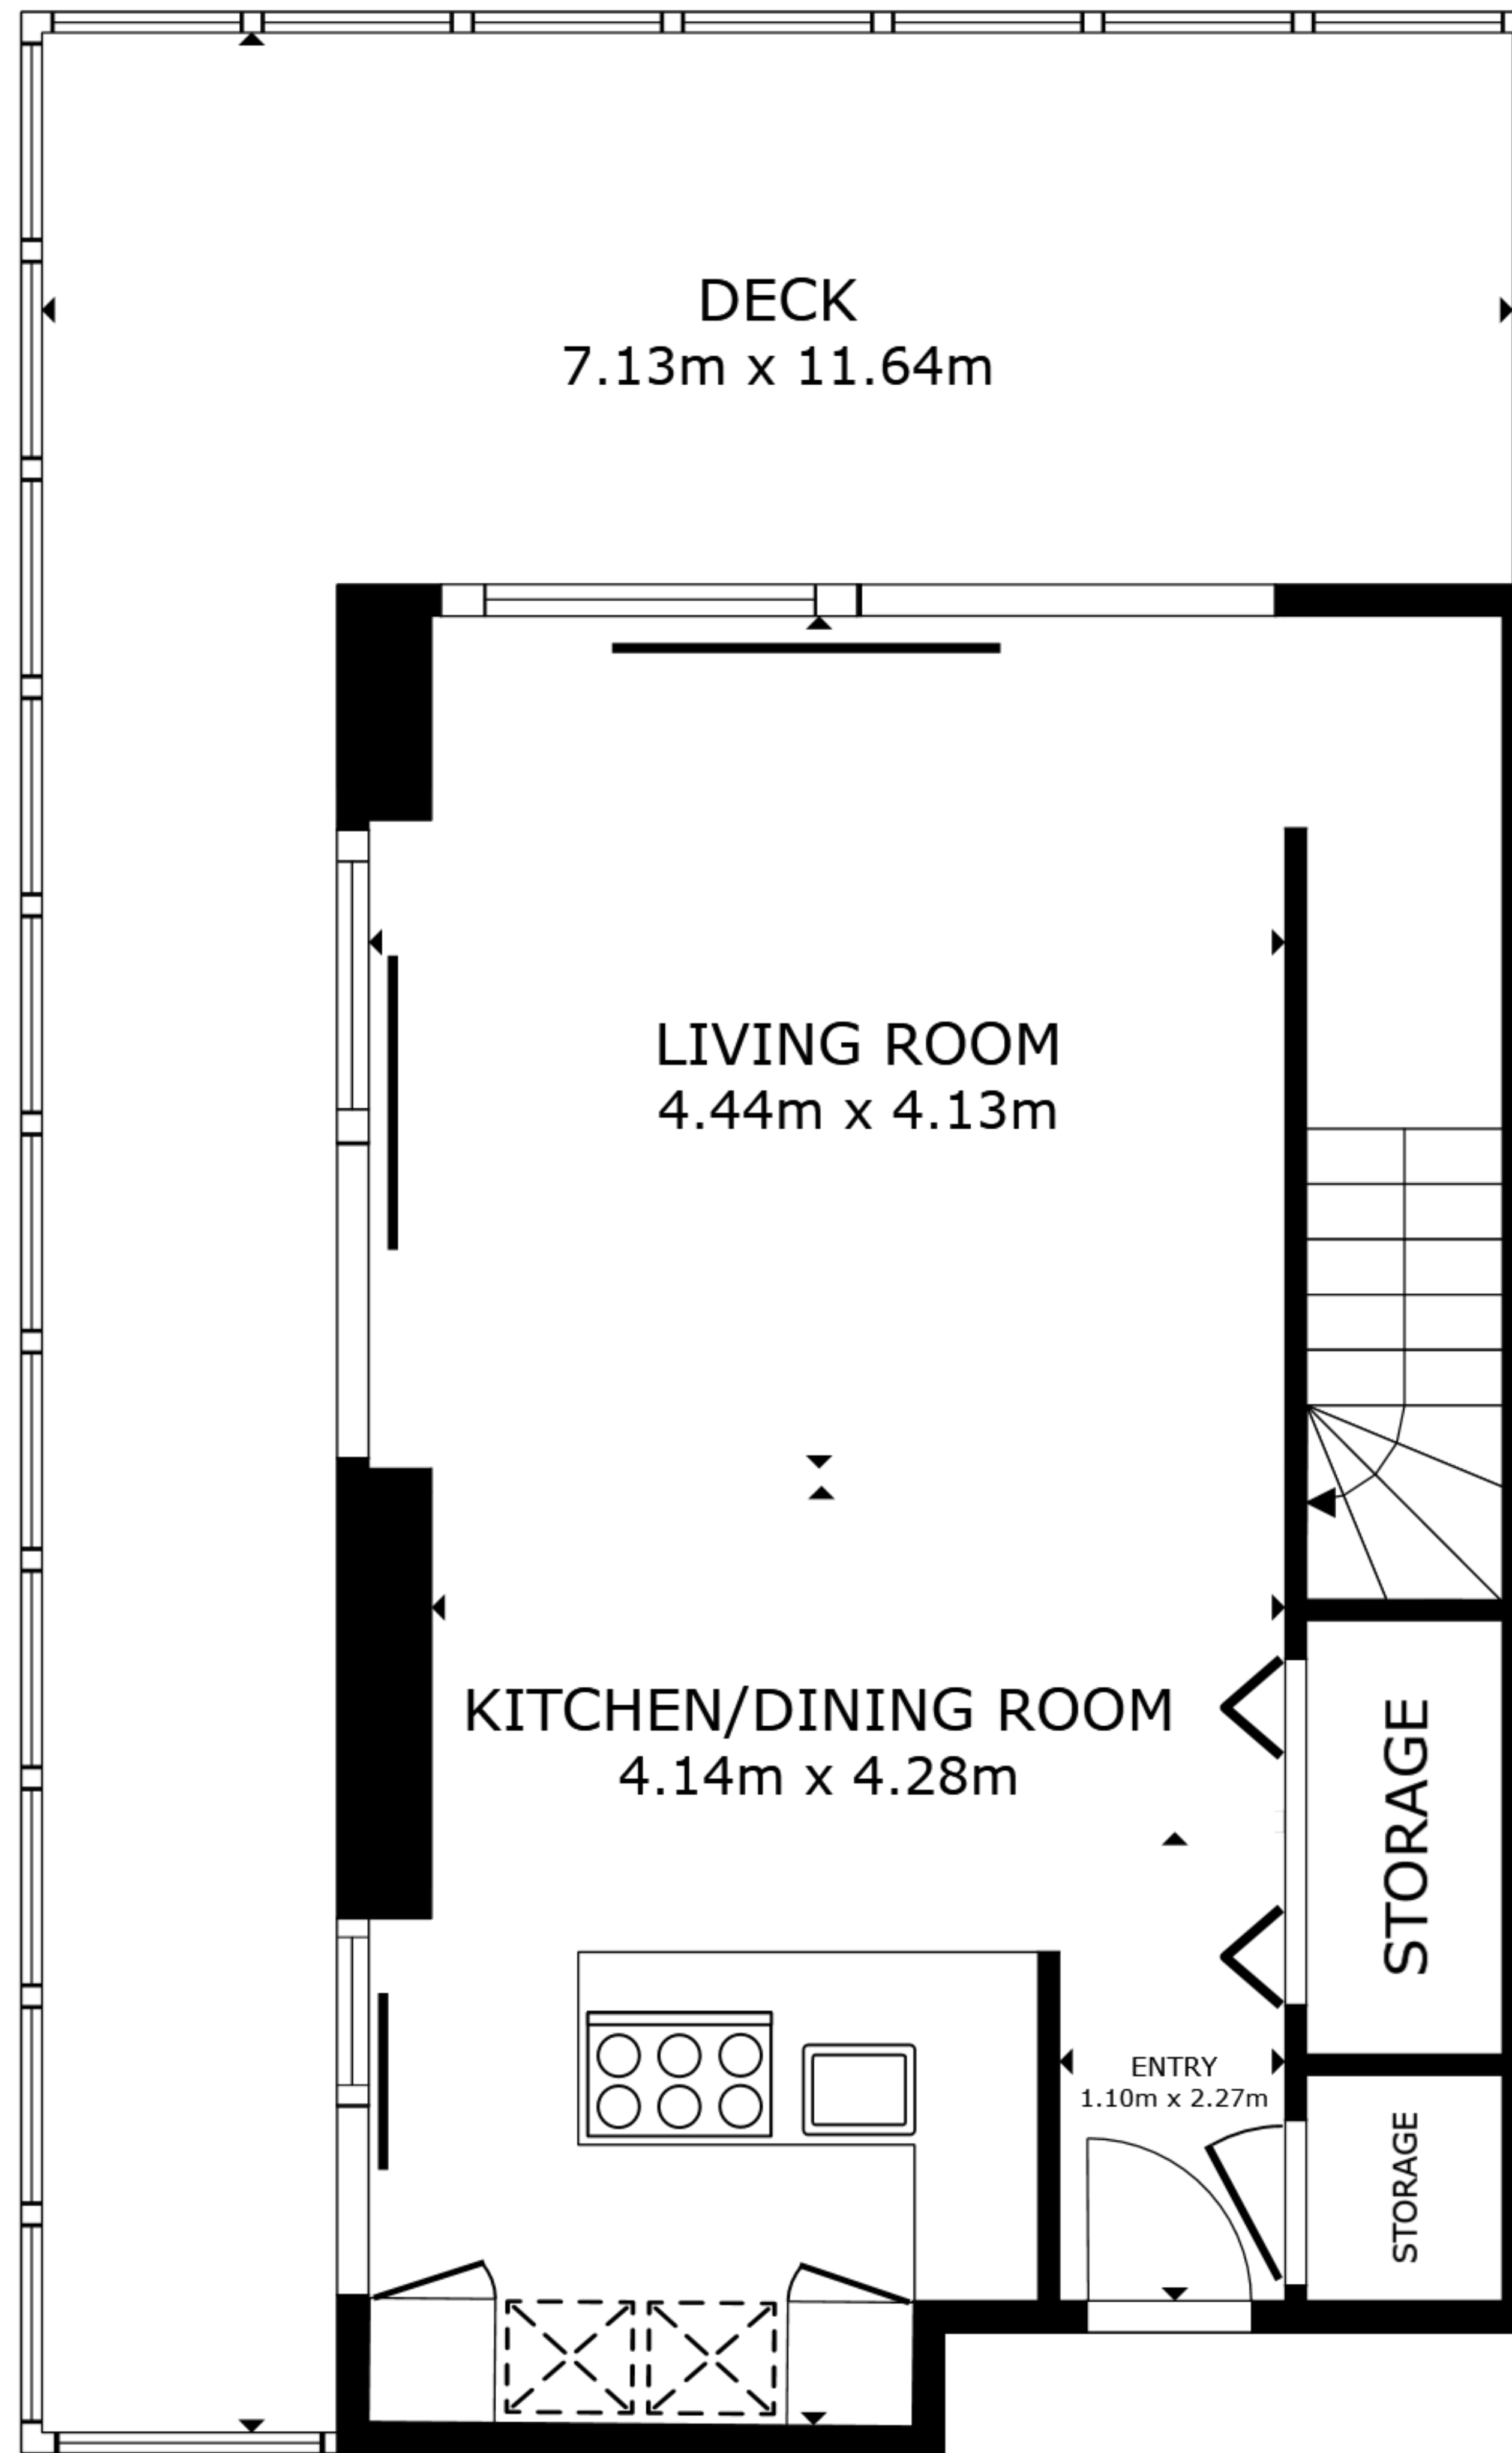 DECK
7.13m x 11.64m
LIVING ROOM
4.44m x 4.13m
KITCHEN/DINING ROOM
4.14m x 4.28m
STORAGE
ENTRY
1.10m x 2.27m
STORAGE